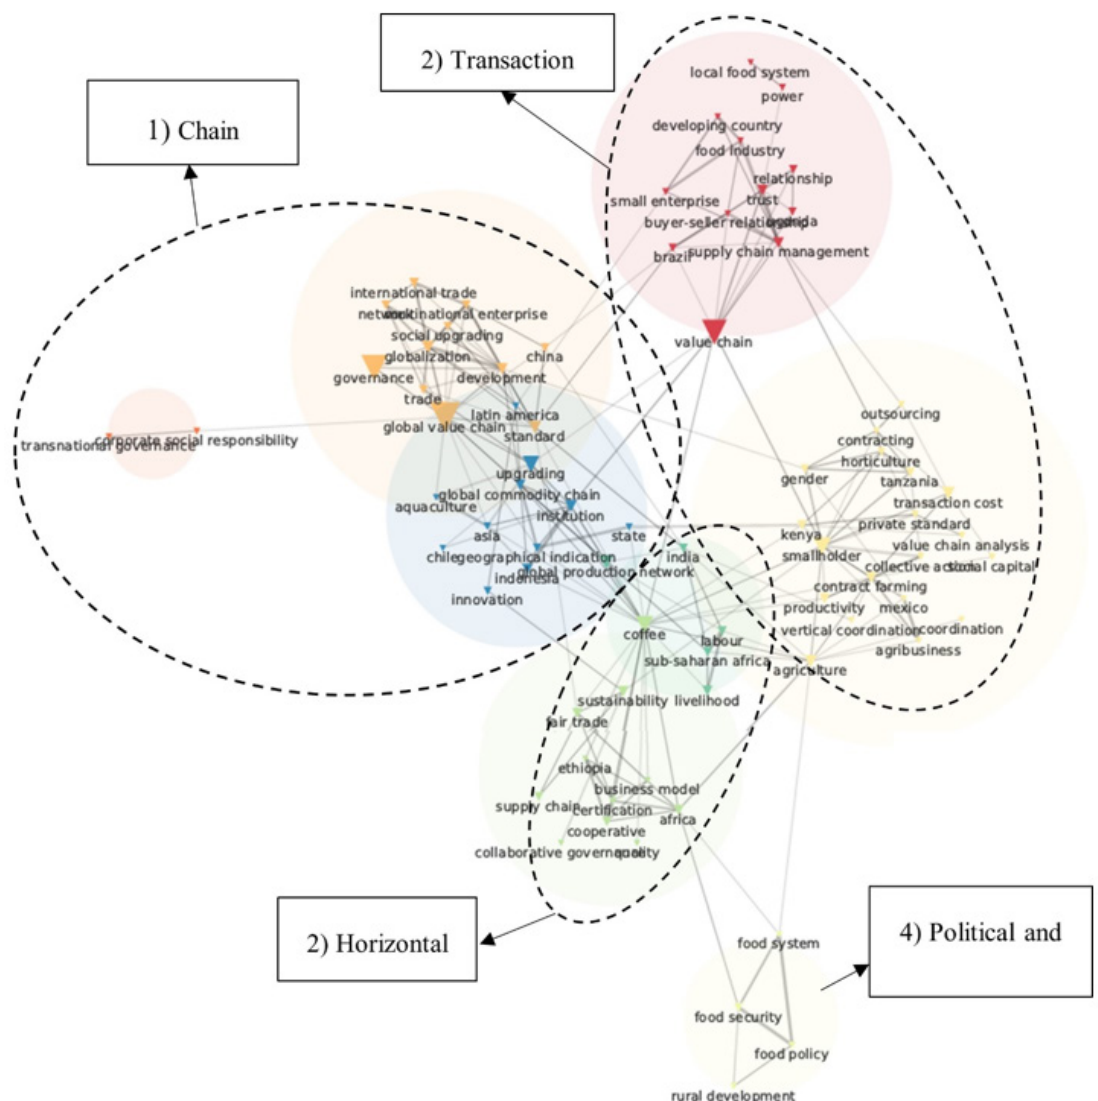 2) Transaction
1) Chain
local food system
power
developing country
food industry
relationship
small enterprise
trust
buyer-seller relationship
brazil
supply chain management
value chain
international trade
network
multinational enterprise
social upgrading
globalization
china
governance
development
trade
latin america
global value chain
standard
corporate social responsibility
transnational governance
upgrading
global commodity chain
aquaculture
institution
asia
state
chile
geographical indication
indonesia
global production network
india
innovation
outsourcing
contracting
horticulture
gender
tanzania
transaction cost
private standard
kenya
smallholder
value chain analysis
collective action
social capital
contract farming
productivity
mexico
vertical coordination
coordination
agribusiness
agriculture
coffee
labour
sub-saharan africa
sustainability
livelihood
fair trade
ethiopia
business model
supply chain
certification
africa
cooperative
collaborative governance
quality
2) Horizontal
4) Political and
food system
food security
food policy
rural development